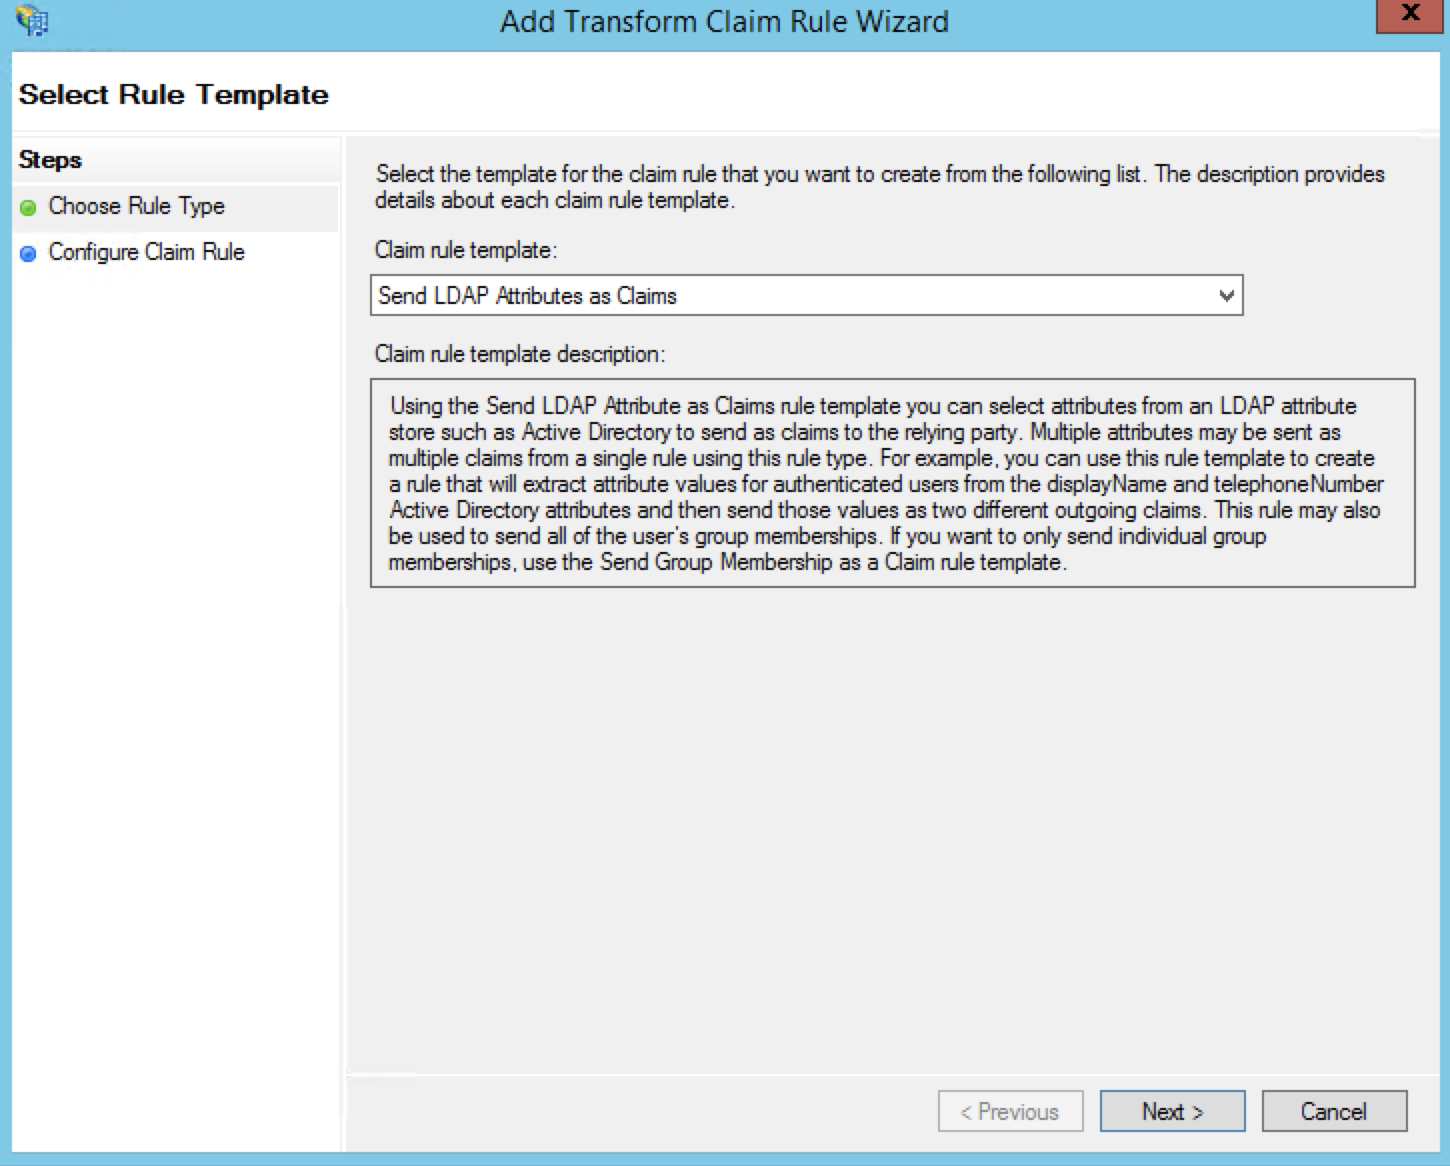 Add Transform Claim Rule Wizard
X
Select Rule Template
Steps
Choose Rule Type
Configure Claim Rule
Select the template for the claim rule that you want to create from the following list. The description provides
details about each claim rule template.
Claim rule template:
Send LDAP Attributes as Claims
Claim rule template description:
Using the Send LDAP Attribute as Claims rule template you can select attributes from an LDAP attribute
store such as Active Directory to send as claims to the relying party. Multiple attributes may be sent as
multiple claims from a single rule using this rule type. For example, you can use this rule template to create
a rule that will extract attribute values for authenticated users from the displayName and telephoneNumber
Active Directory attributes and then send those values as two different outgoing claims. This rule may also
be used to send all of the user's group memberships. If you want to only send individual group
memberships, use the Send Group Membership as a Claim rule template.
< Previous
Next >
Cancel